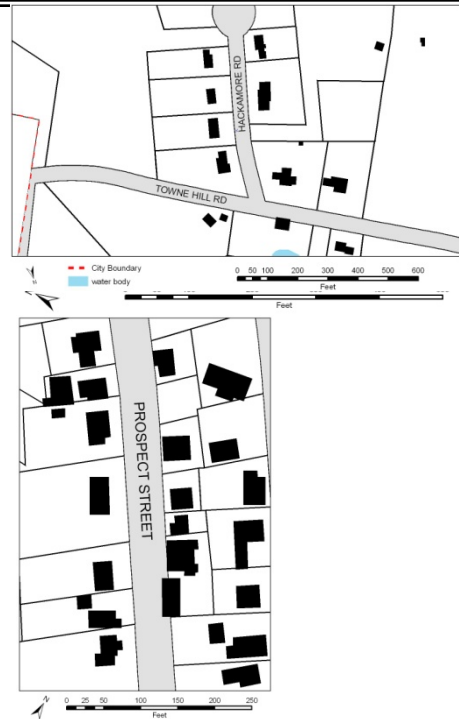 HACKAMORE RD
TOWNE HILL RD
City Boundary
water body
0 50 100 200 300 400 500 600
Feet
Feet
PROSPECT STREET
0 25 50 100 150 200 250
Feet